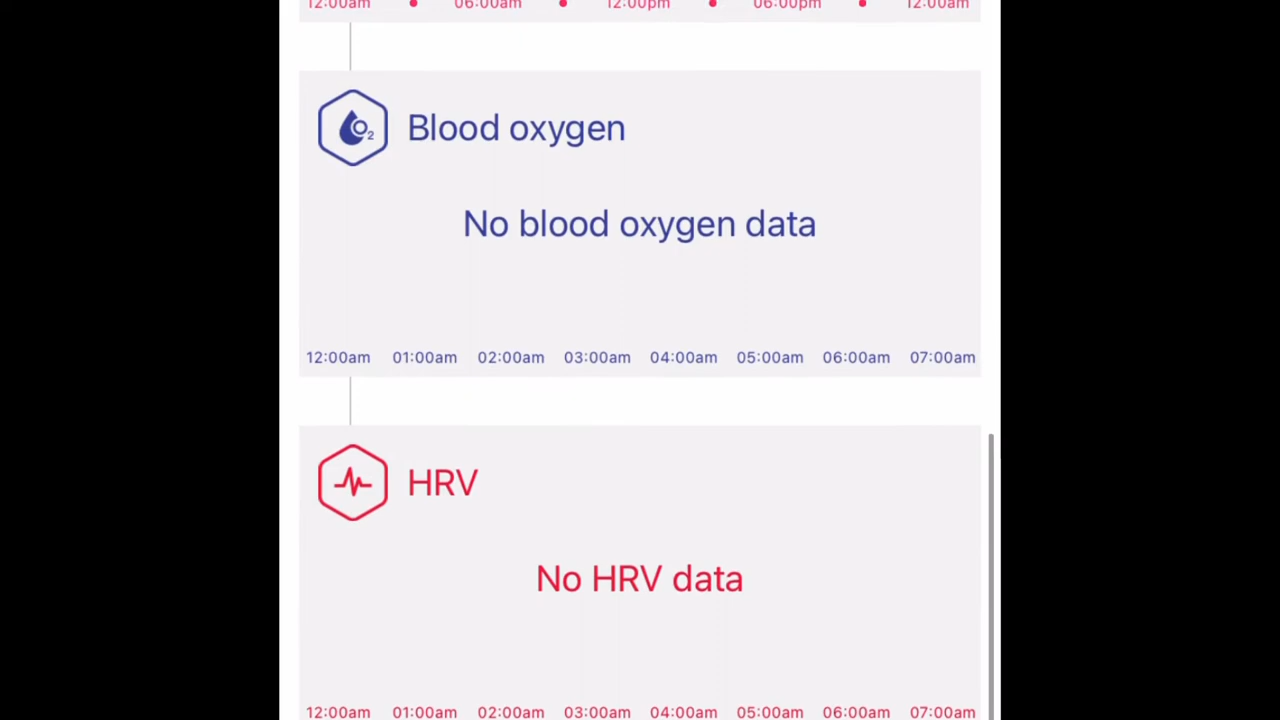 12:00am 06:00am 12:00pm 06:00pm 12:00am
O2 Blood oxygen
No blood oxygen data
12:00am 01:00am 02:00am 03:00am 04:00am 05:00am 06:00am 07:00am
HRV
No HRV data
12:00am 01:00am 02:00am 03:00am 04:00am 05:00am 06:00am 07:00am